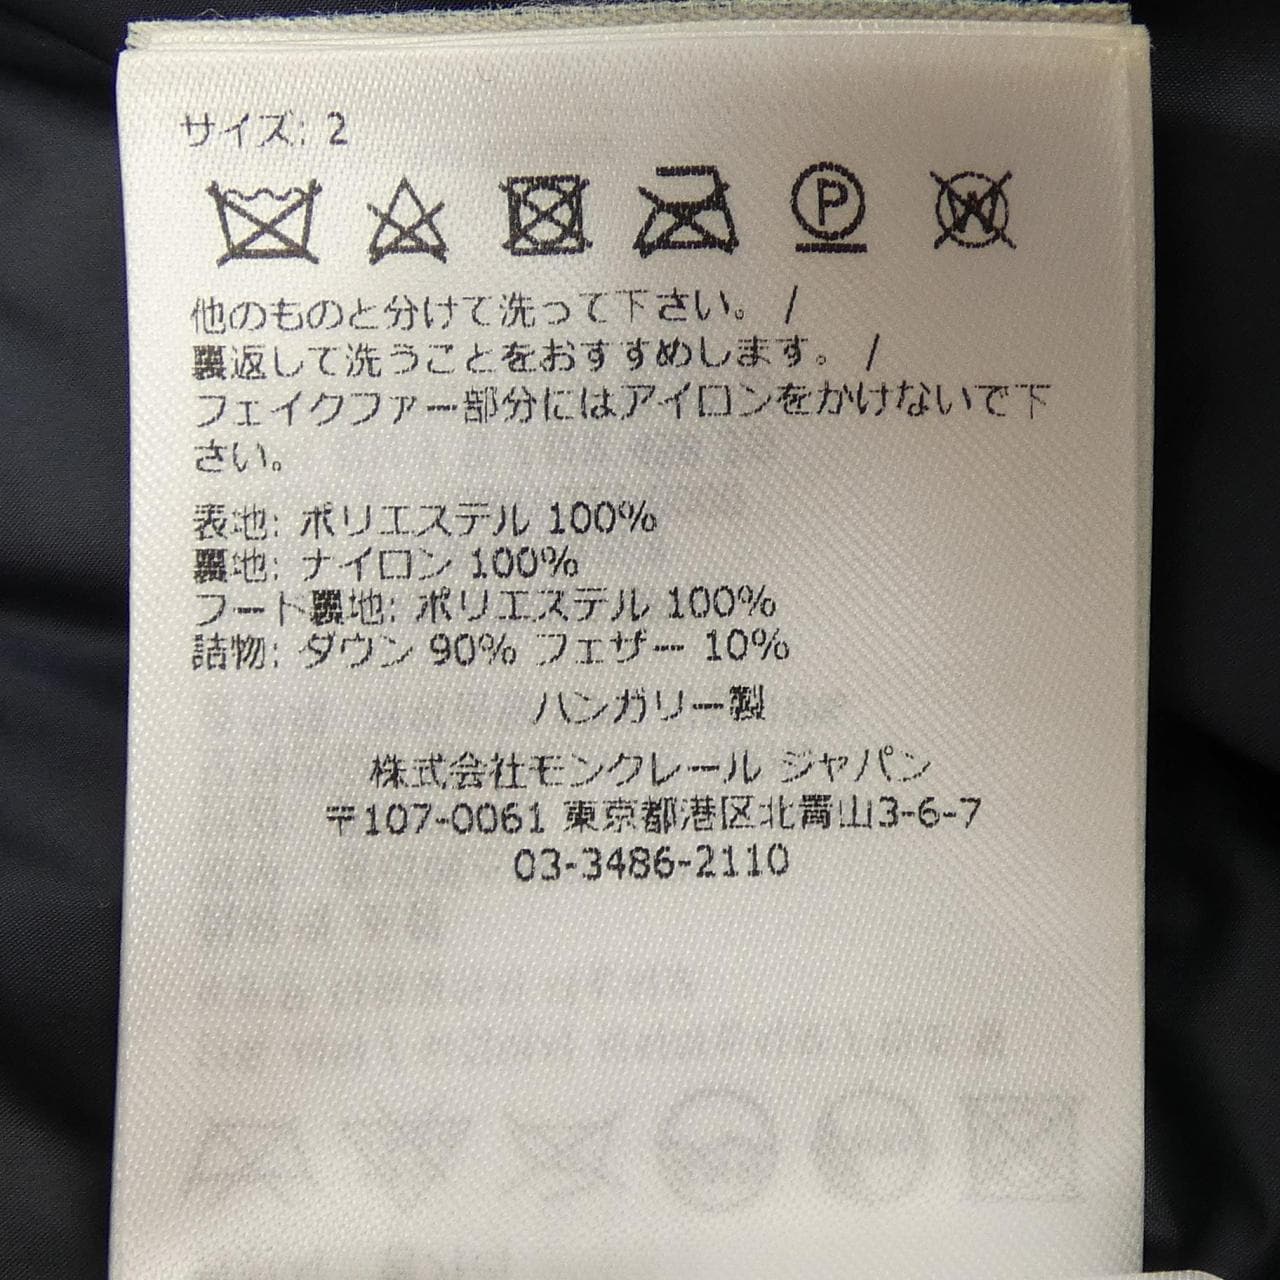 サイズ: 2
P
W
他のものと分けて洗って下さい。 /
裏返して洗うことをおすすめします。 /
フェイクファー部分にはアイロンをかけないで下
さい。
表地: ポリエステル 100%
裏地: ナイロン 100%
フード裏地: ポリエステル 100%
詰物: ダウン 90% フェザー 10%
ハンガリー製
株式会社モンクレール ジャパン
〒107-0061 東京都港区北青山3-6-7
03-3486-2110